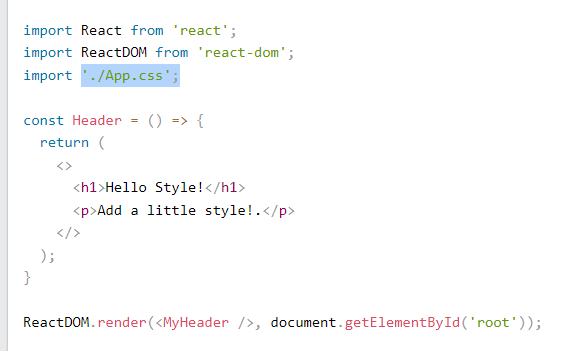 import React from 'react';
import ReactDOM from 'react-dom';
import './App.css';
const Header = () => {
return (
<>
<h1>Hello Style!</h1>
<p>Add a little style!.</p>
</>
);
}
ReactDOM.render(<MyHeader />, document.getElementById('root'));